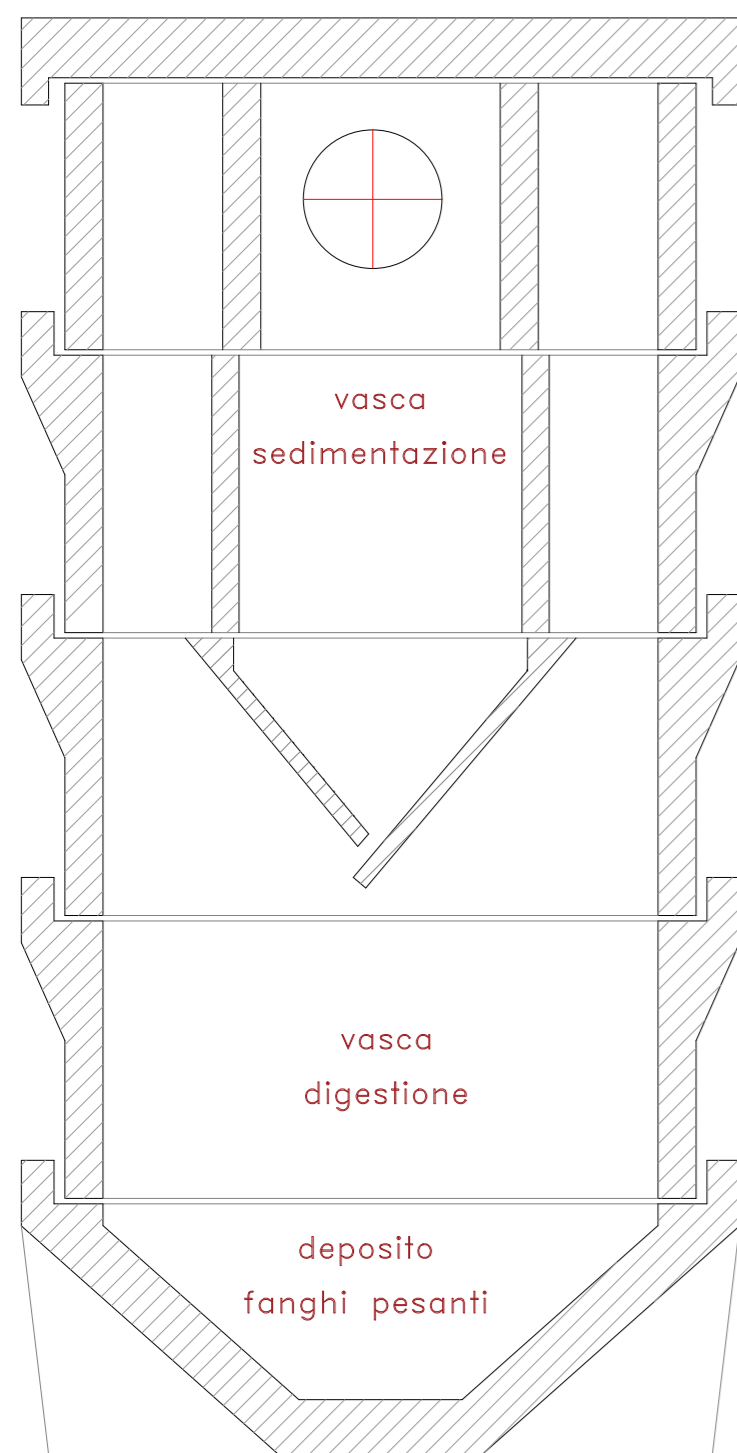 vasca
sedimentazione
vasca
digestione
deposito
fanghi pesanti